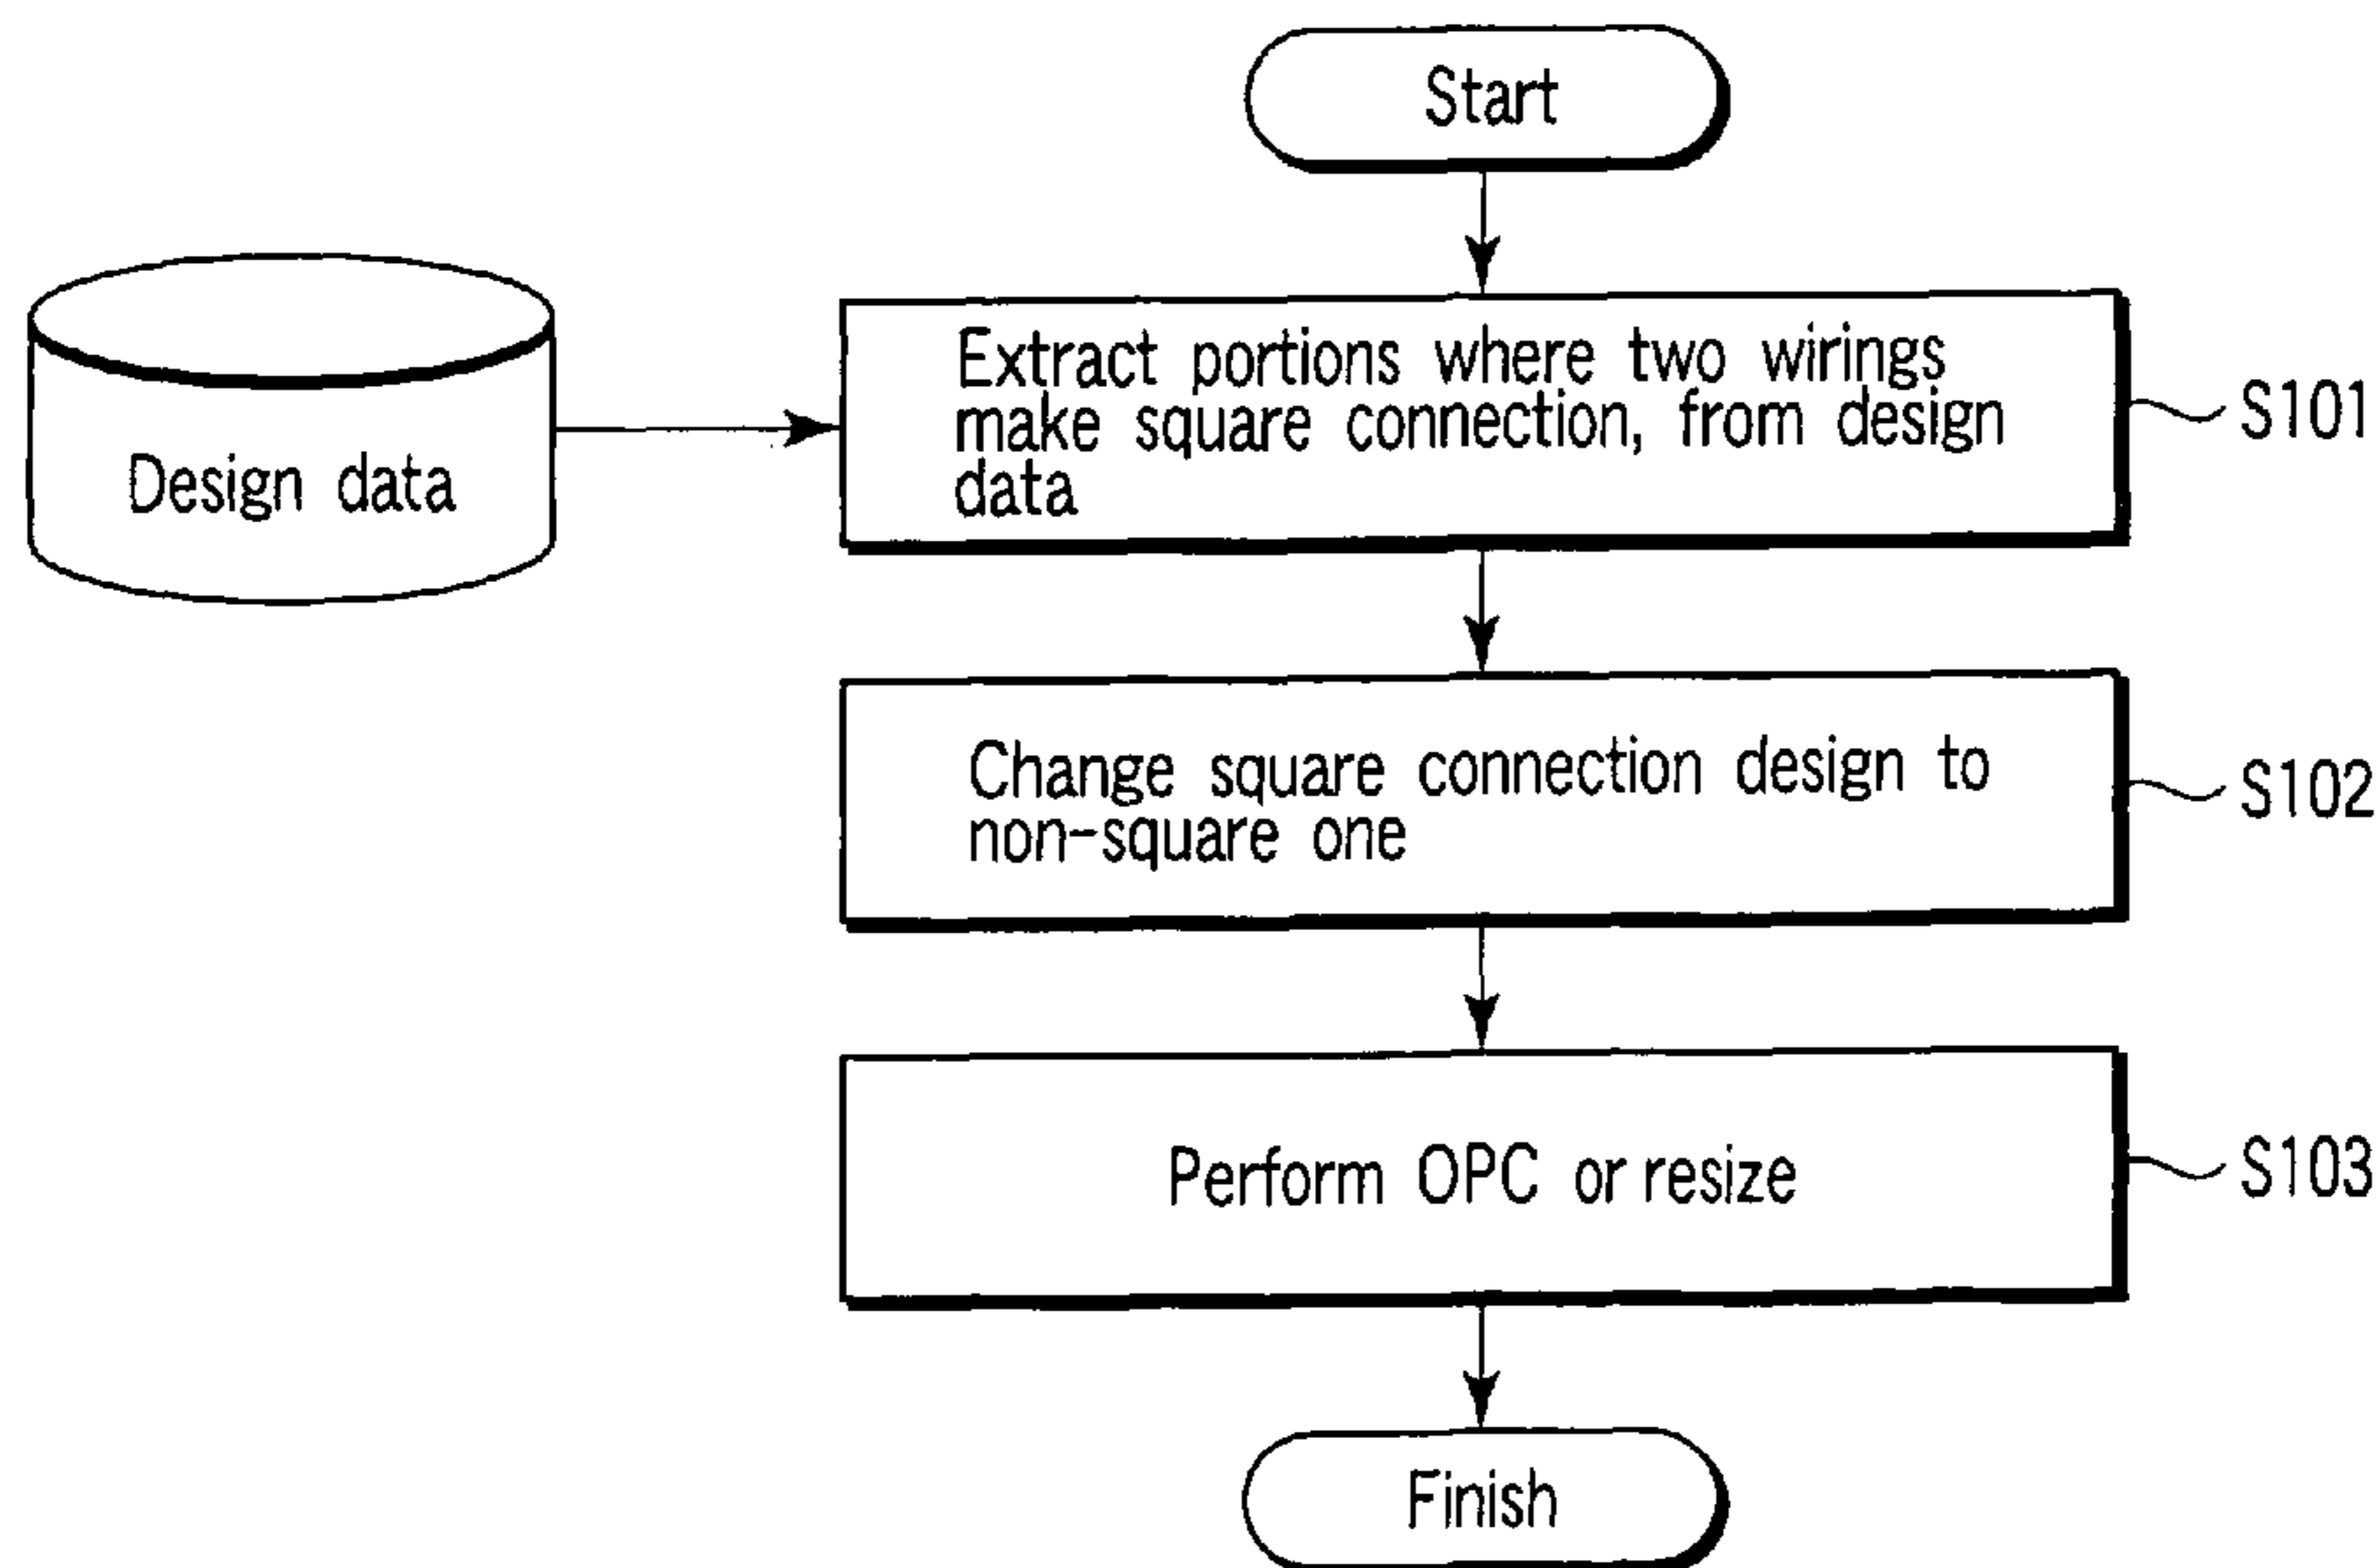 Start
Design data
Extract portions where two wirings
make square connection, from design
data
S101
Change square connection design to
non-square one
S102
Perform OPC or resize
S103
Finish